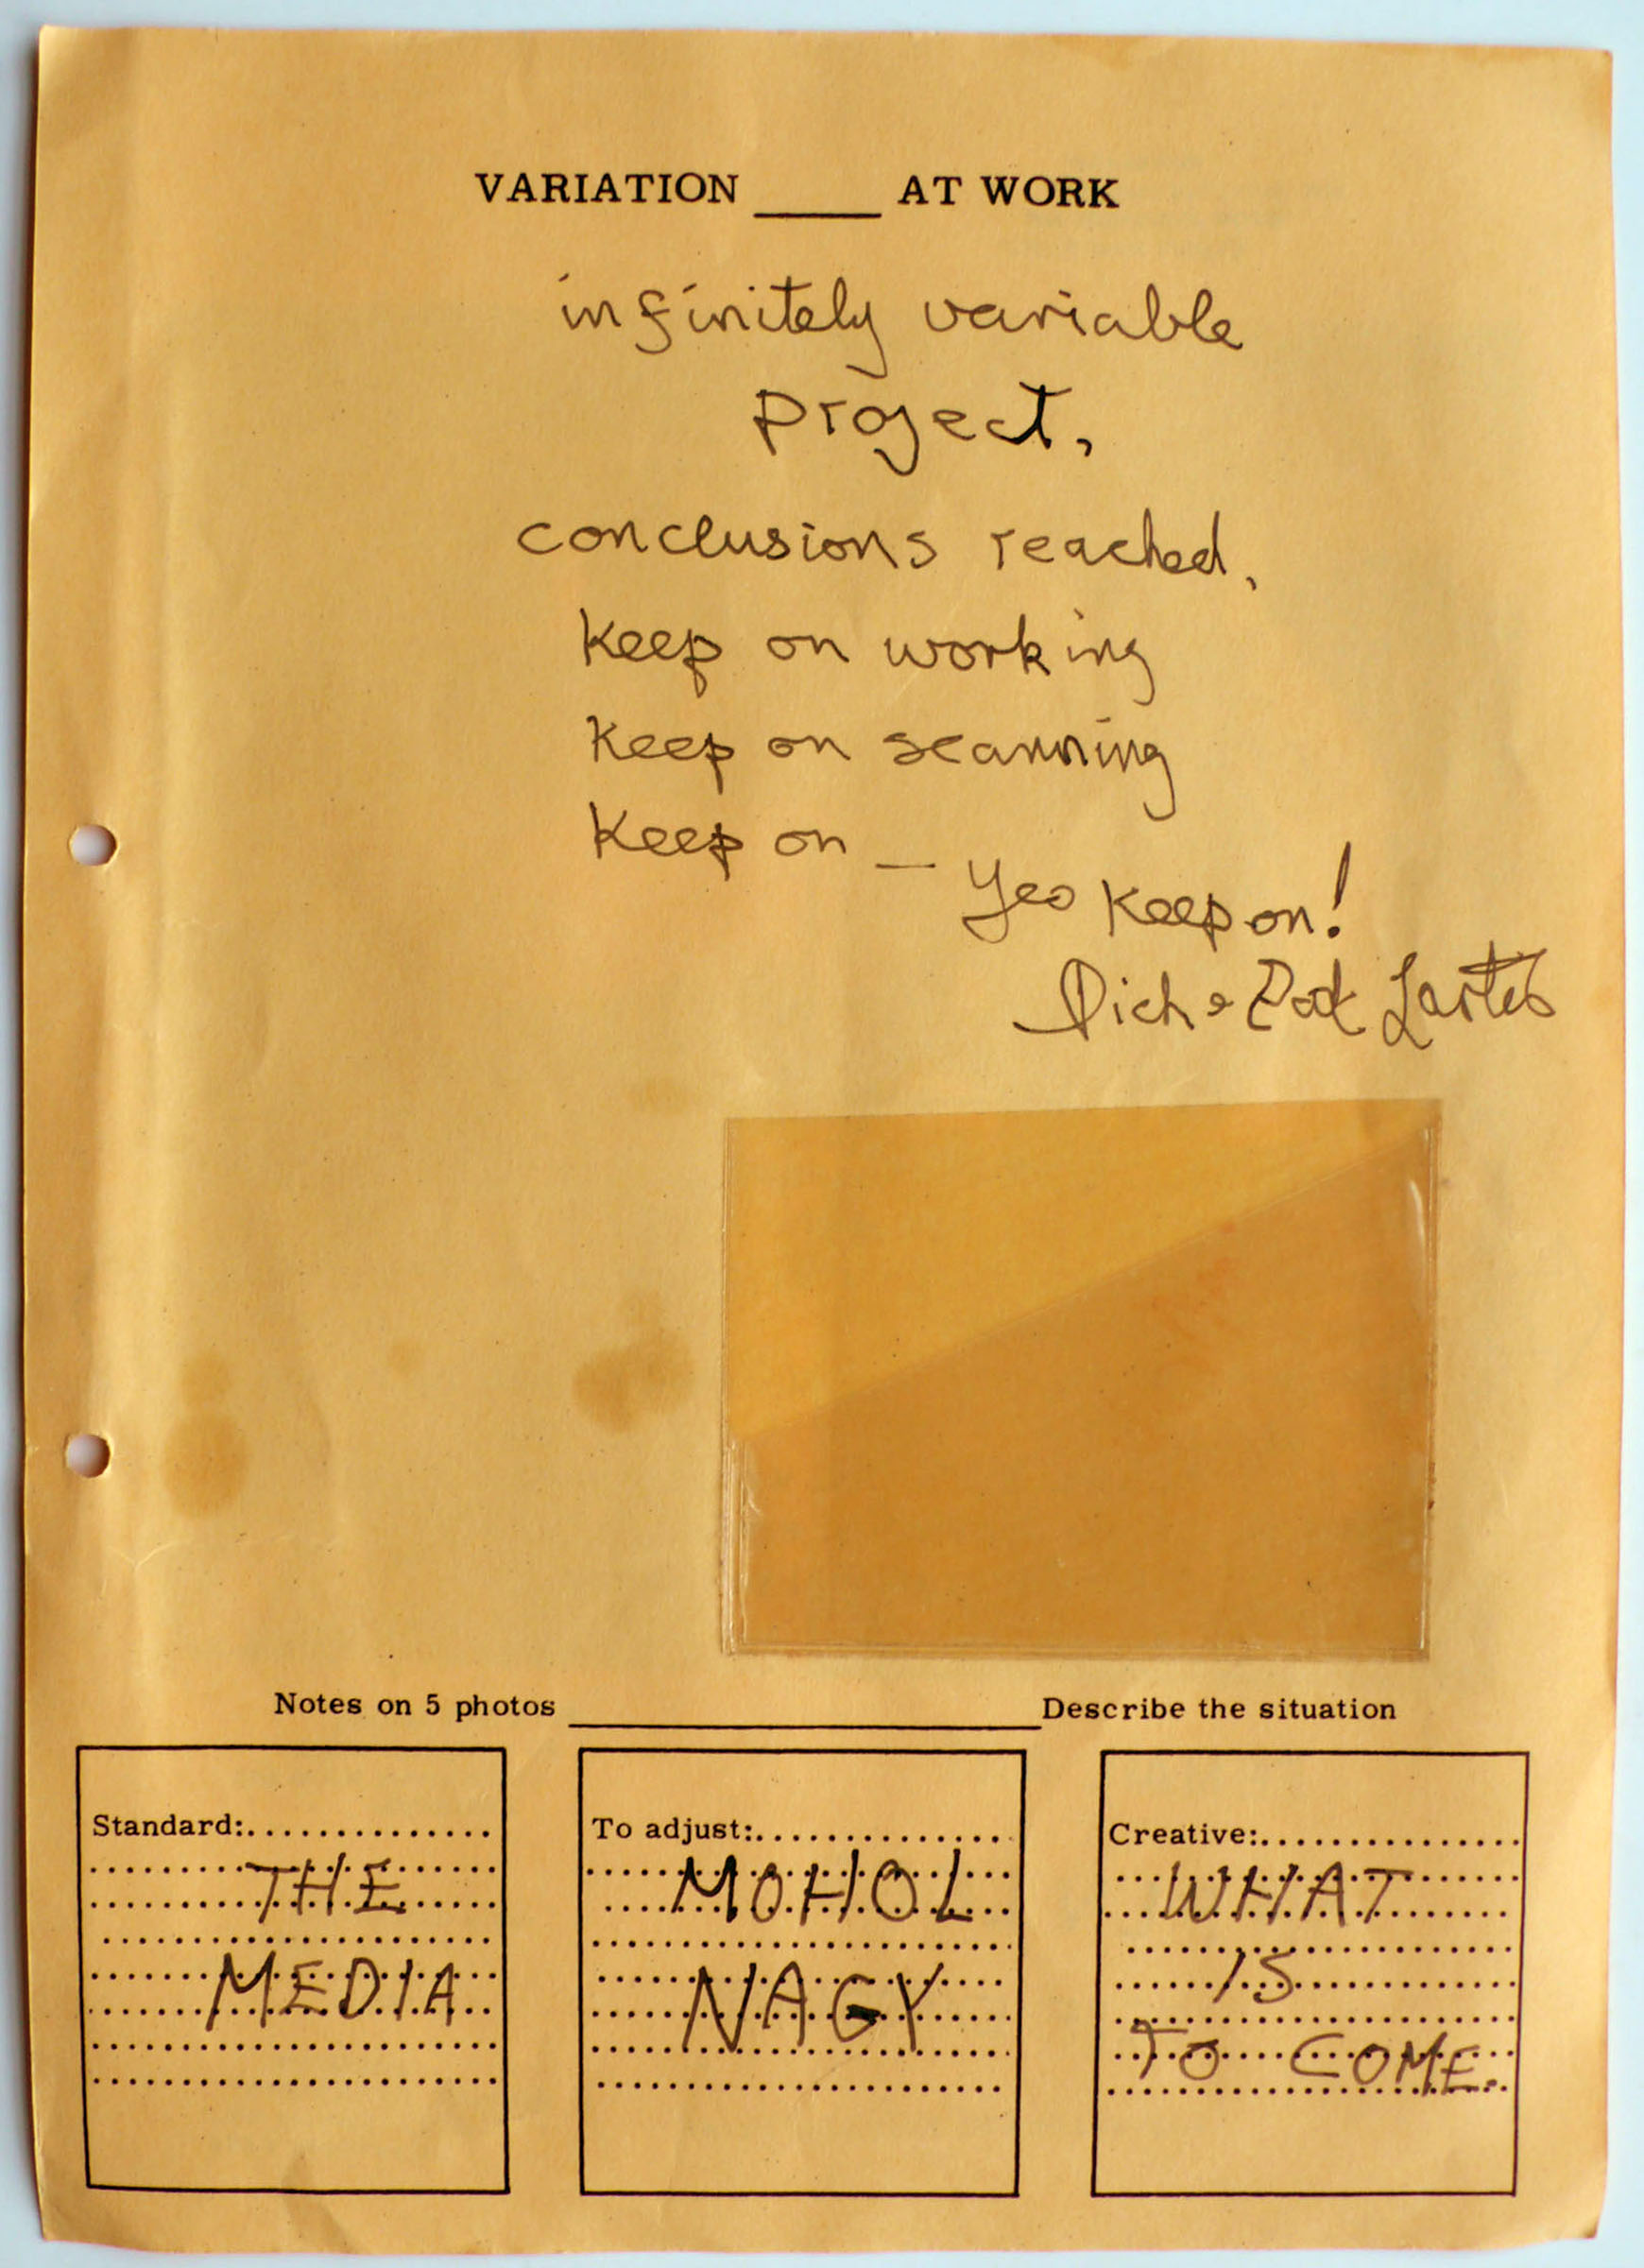 VARIATION ____ AT WORK
infinitely variable
project,
conclusions reached,
Keep on working
Keep on scanning
Keep on —
Yes Keep on!
Notes on 5 photos ____ Describe the situation
Standard:..............
THE
MEDIA
To adjust:...............
MOHOL
NAGY
Creative:...............
WHAT
IS
TO COME.